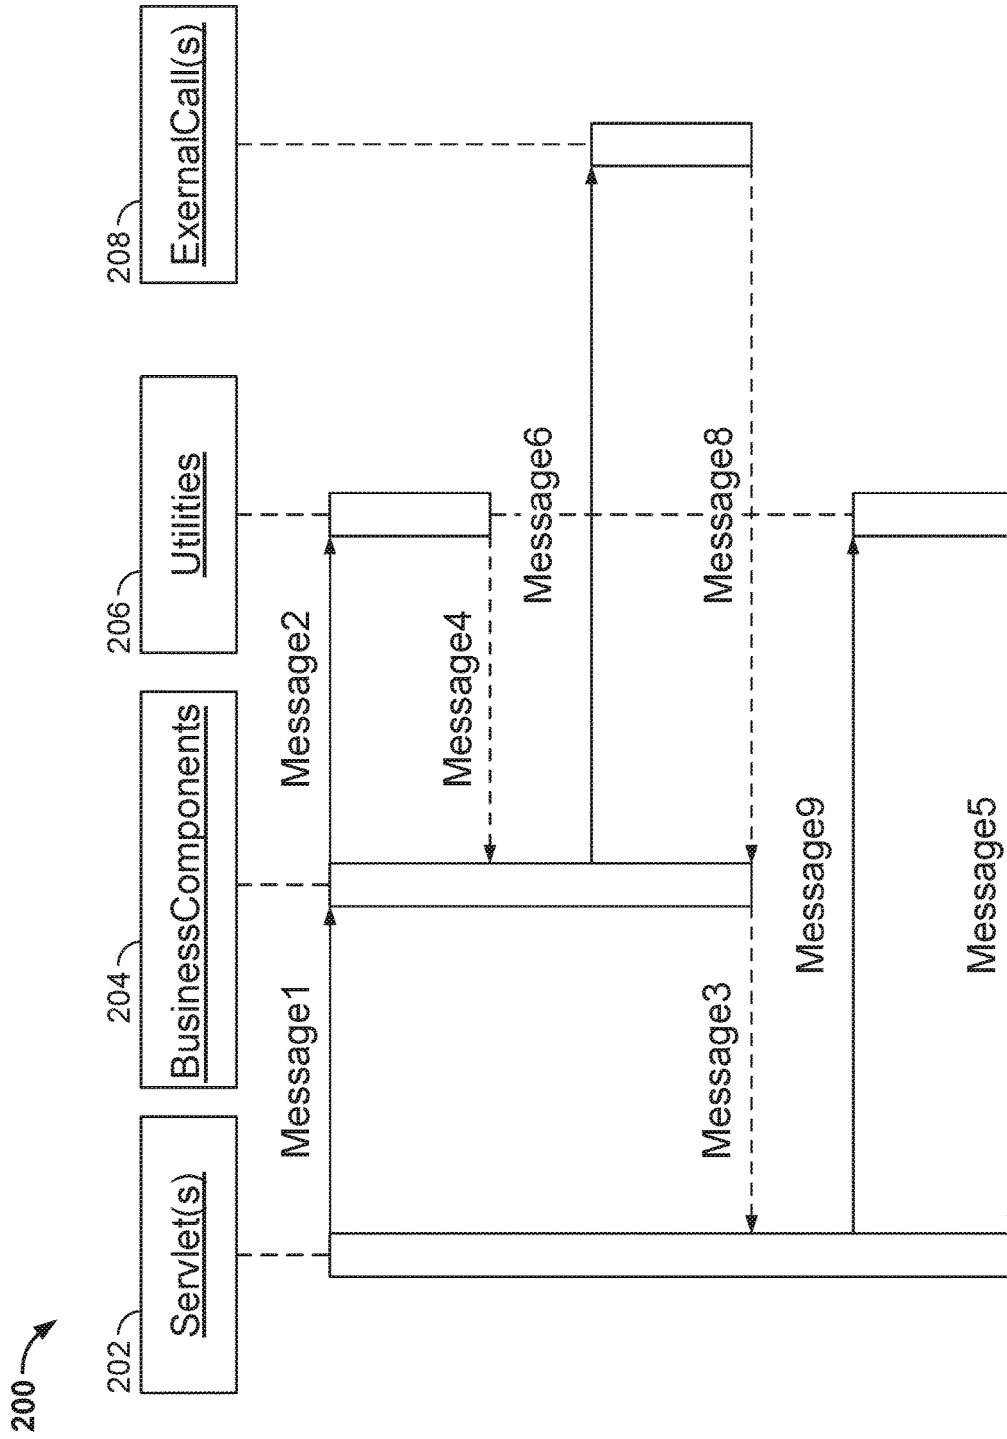 200
202
Servlet(s)
204
BusinessComponents
206
Utilities
208
ExernalCall(s)
Message1
Message2
Message4
Message6
Message3
Message8
Message9
Message5